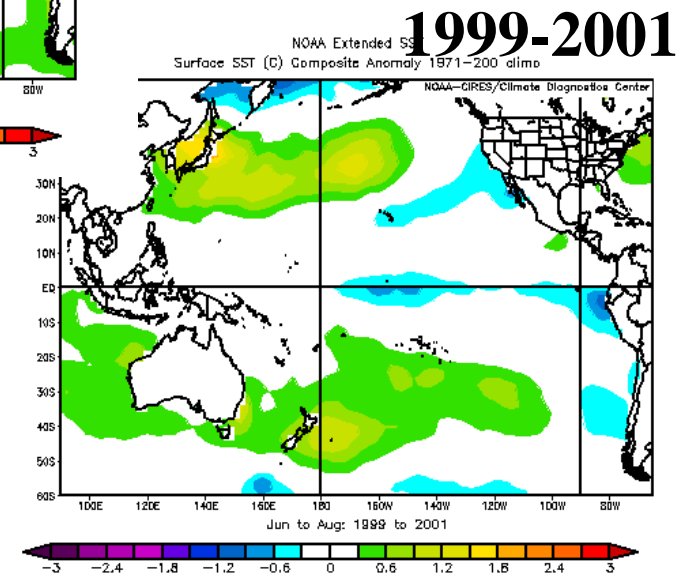 1999-2001
NOAA Extended SS
Surface SST (C) Composite Anomaly 1971-200 climo
NOAA-CIRES/Climate Diagnostics Center
80W
3
30N
20N
10N
EQ
10S
20S
30S
40S
50S
60S
100E 120E 140E 160E 180 160W 140W 120W 100W 80W
Jun to Aug: 1999 to 2001
-3 -2.4 -1.8 -1.2 -0.6 0 0.6 1.2 1.8 2.4 3